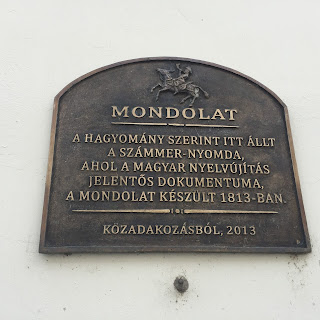 MONDOLAT
A HAGYOMÁNY SZERINT ITT ÁLLT
A SZÁMMER-NYOMDA,
AHOL A MAGYAR NYELVÚJÍTÁS
JELENTŐS DOKUMENTUMA,
A MONDOLAT KÉSZÜLT 1813-BAN.
KÖZADAKOZÁSBÓL, 2013